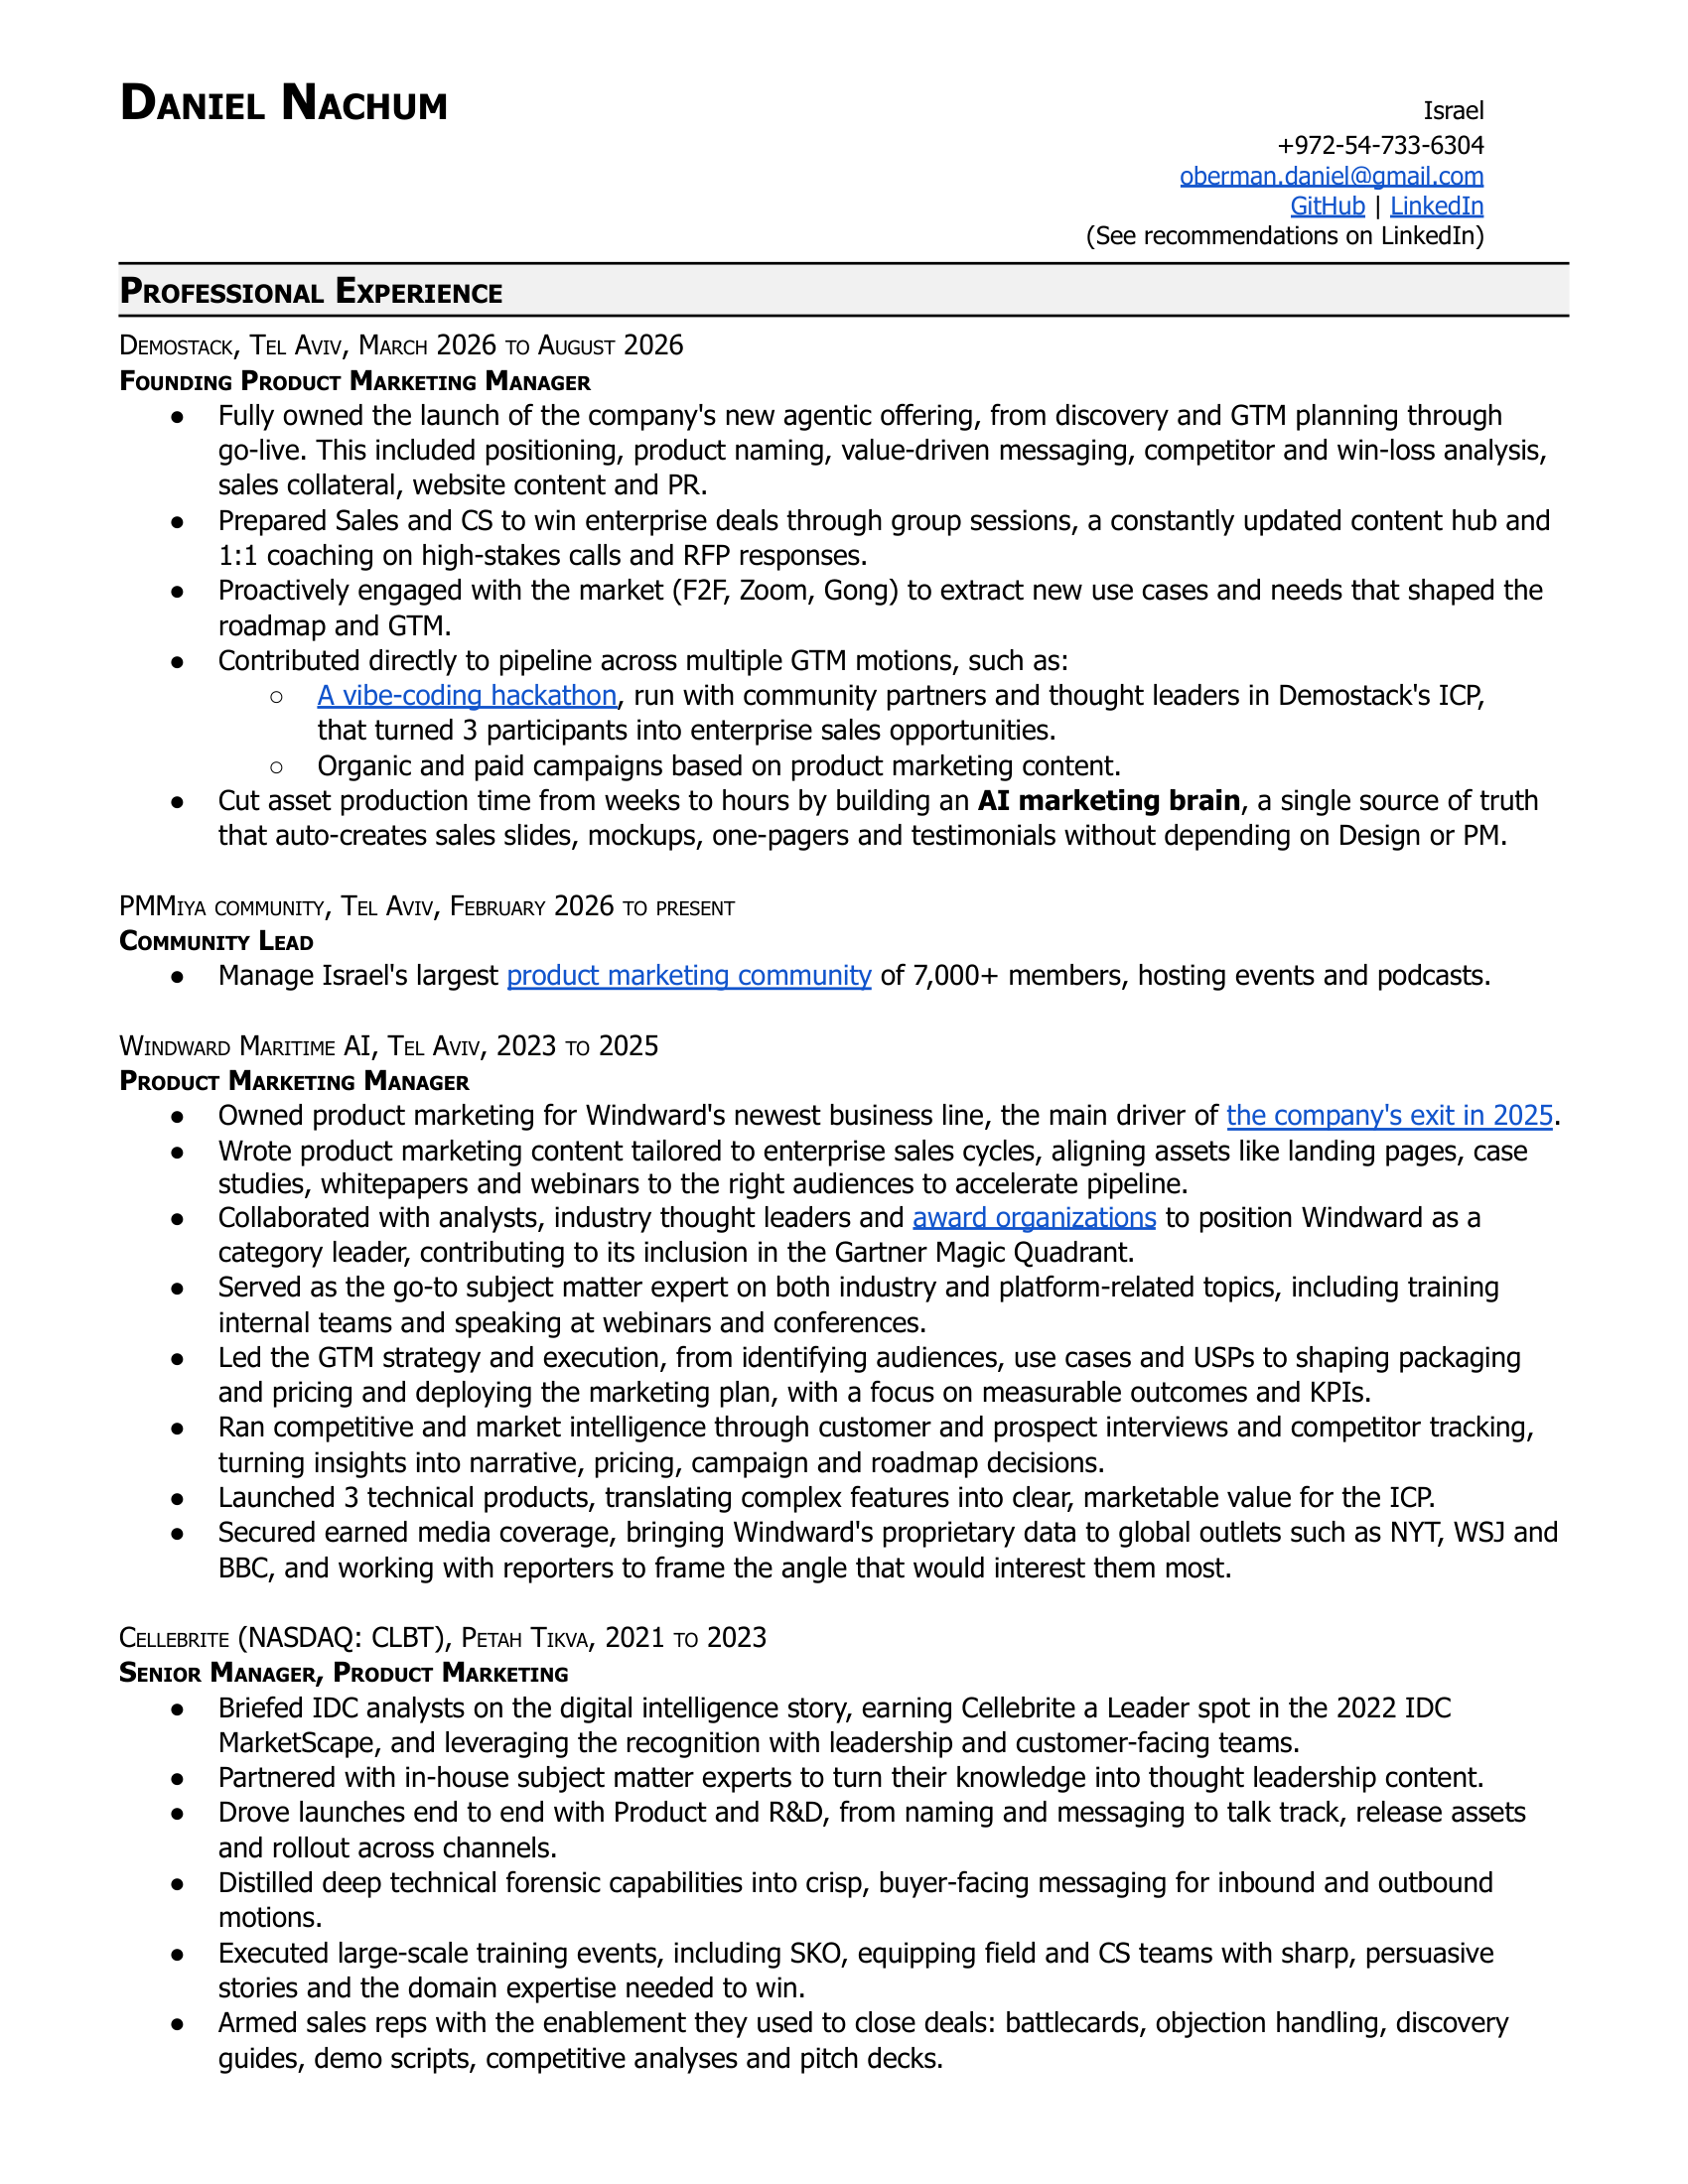 Daniel Nachum
Israel
+972-54-733-6304
oberman.daniel@gmail.com
GitHub | LinkedIn
(See recommendations on LinkedIn)
Professional Experience
Demostack, Tel Aviv, March 2026 to August 2026
Founding Product Marketing Manager
● Fully owned the launch of the company's new agentic offering, from discovery and GTM planning through
go-live. This included positioning, product naming, value-driven messaging, competitor and win-loss analysis,
sales collateral, website content and PR.
● Prepared Sales and CS to win enterprise deals through group sessions, a constantly updated content hub and
1:1 coaching on high-stakes calls and RFP responses.
● Proactively engaged with the market (F2F, Zoom, Gong) to extract new use cases and needs that shaped the
roadmap and GTM.
● Contributed directly to pipeline across multiple GTM motions, such as:
○ A vibe-coding hackathon, run with community partners and thought leaders in Demostack's ICP,
that turned 3 participants into enterprise sales opportunities.
○ Organic and paid campaigns based on product marketing content.
● Cut asset production time from weeks to hours by building an AI marketing brain, a single source of truth
that auto-creates sales slides, mockups, one-pagers and testimonials without depending on Design or PM.
PMMiya community, Tel Aviv, February 2026 to present
Community Lead
● Manage Israel's largest product marketing community of 7,000+ members, hosting events and podcasts.
Windward Maritime AI, Tel Aviv, 2023 to 2025
Product Marketing Manager
● Owned product marketing for Windward's newest business line, the main driver of the company's exit in 2025.
● Wrote product marketing content tailored to enterprise sales cycles, aligning assets like landing pages, case
studies, whitepapers and webinars to the right audiences to accelerate pipeline.
● Collaborated with analysts, industry thought leaders and award organizations to position Windward as a
category leader, contributing to its inclusion in the Gartner Magic Quadrant.
● Served as the go-to subject matter expert on both industry and platform-related topics, including training
internal teams and speaking at webinars and conferences.
● Led the GTM strategy and execution, from identifying audiences, use cases and USPs to shaping packaging
and pricing and deploying the marketing plan, with a focus on measurable outcomes and KPIs.
● Ran competitive and market intelligence through customer and prospect interviews and competitor tracking,
turning insights into narrative, pricing, campaign and roadmap decisions.
● Launched 3 technical products, translating complex features into clear, marketable value for the ICP.
● Secured earned media coverage, bringing Windward's proprietary data to global outlets such as NYT, WSJ and
BBC, and working with reporters to frame the angle that would interest them most.
Cellebrite (NASDAQ: CLBT), Petah Tikva, 2021 to 2023
Senior Manager, Product Marketing
● Briefed IDC analysts on the digital intelligence story, earning Cellebrite a Leader spot in the 2022 IDC
MarketScape, and leveraging the recognition with leadership and customer-facing teams.
● Partnered with in-house subject matter experts to turn their knowledge into thought leadership content.
● Drove launches end to end with Product and R&D, from naming and messaging to talk track, release assets
and rollout across channels.
● Distilled deep technical forensic capabilities into crisp, buyer-facing messaging for inbound and outbound
motions.
● Executed large-scale training events, including SKO, equipping field and CS teams with sharp, persuasive
stories and the domain expertise needed to win.
● Armed sales reps with the enablement they used to close deals: battlecards, objection handling, discovery
guides, demo scripts, competitive analyses and pitch decks.